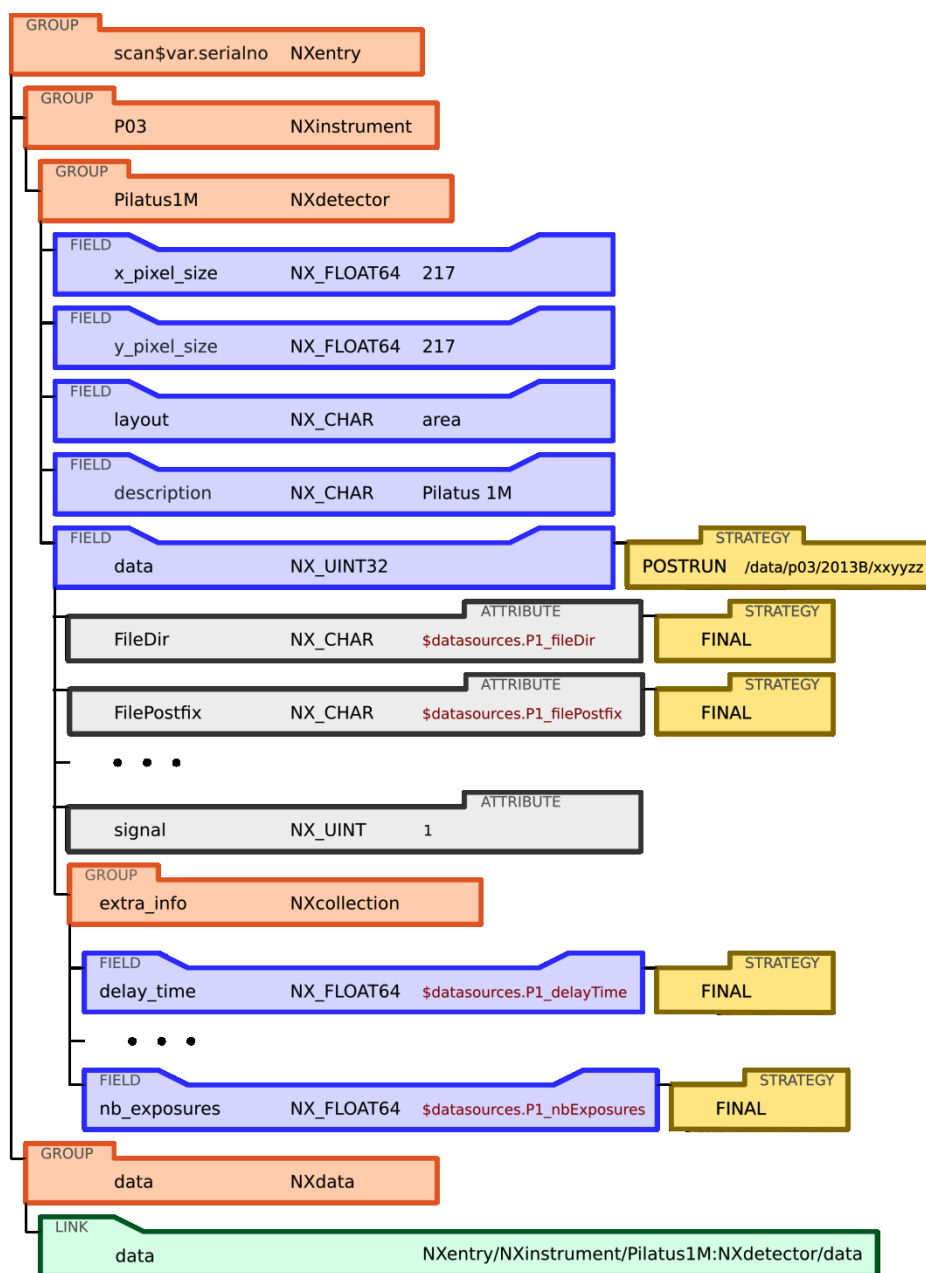 GROUP
scan$var.serialno NXentry
GROUP
P03 NXinstrument
GROUP
Pilatus1M NXdetector
FIELD
x_pixel_size NX_FLOAT64 217
FIELD
y_pixel_size NX_FLOAT64 217
FIELD
layout NX_CHAR area
FIELD
description NX_CHAR Pilatus 1M
FIELD STRATEGY
data NX_UINT32 POSTRUN /data/p03/2013B/xxyyzz
ATTRIBUTE STRATEGY
FileDir NX_CHAR $datasources.P1_fileDir FINAL
ATTRIBUTE STRATEGY
FilePostfix NX_CHAR $datasources.P1_filePostfix FINAL
• • •
ATTRIBUTE
signal NX_UINT 1
GROUP
extra_info NXcollection
FIELD STRATEGY
delay_time NX_FLOAT64 $datasources.P1_delayTime FINAL
• • •
FIELD STRATEGY
nb_exposures NX_FLOAT64 $datasources.P1_nbExposures FINAL
GROUP
data NXdata
LINK
data NXentry/NXinstrument/Pilatus1M:NXdetector/data